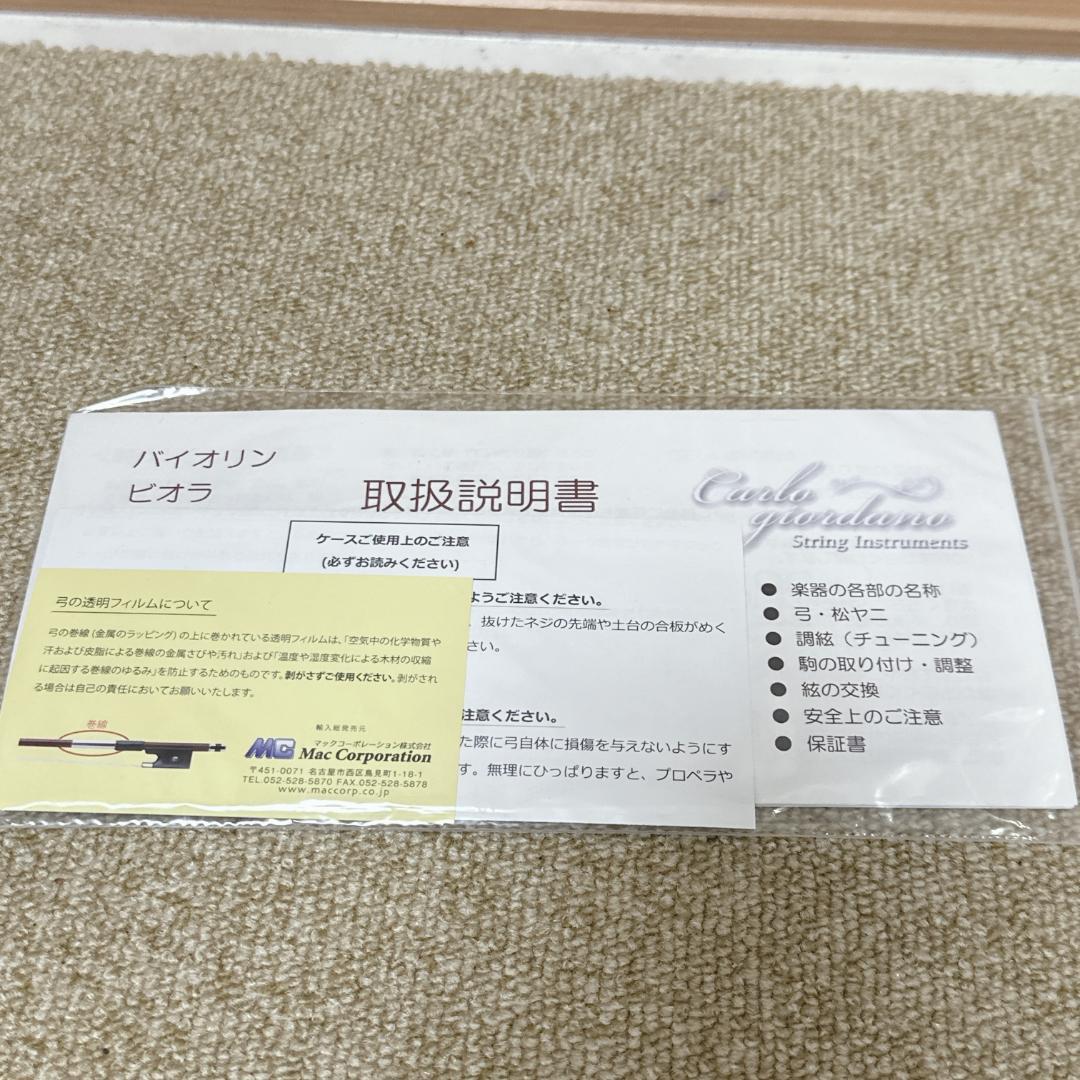 バイオリン
ビオラ
取扱説明書
Carlo
giordano
String Instruments
楽器の各部の名称
弓・松ヤニ
調絃（チューニング）
駒の取り付け・調整
絃の交換
安全上のご注意
保証書
ケースご使用上のご注意
(必ずお読みください)
ようご注意ください。
、抜けたネジの先端や土台の合板がめく
さい。
注意ください。
た際に弓自体に損傷を与えないようにす
す。無理にひっぱりますと、プロペラや
弓の透明フィルムについて
弓の巻線(金属のラッピング)の上に巻かれている透明フィルムは、「空気中の化学物質や
汗および皮脂による巻線の金属さびや汚れ」および「温度や湿度変化による木材の収縮
に起因する巻線のゆるみ」を防止するためのものです。剝がさずご使用ください。剝がされ
る場合は自己の責任においてお願いいたします。
巻線
輸入総発売元
MC マックコーポレーション株式会社
Mac Corporation
〒451-0071 名古屋市西区鳥見町1-18-1
TEL.052-528-5870 FAX.052-528-5878
www.maccorp.co.jp